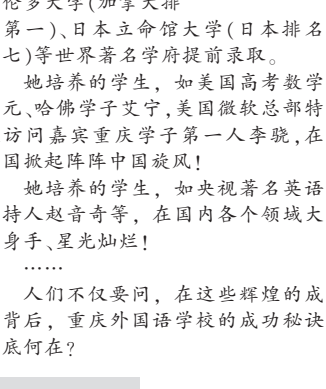 伦多大学(加拿大排
第一)、日本立命馆大学(日本排名
七)等世界著名学府提前录取。
她培养的学生，如美国高考数学
元、哈佛学子艾宁,美国微软总部特
访问嘉宾重庆学子第一人李骁,在
国掀起阵阵中国旋风!
她培养的学生，如央视著名英语
持人赵音奇等，在国内各个领域大
身手、星光灿烂!
……
人们不仅要问，在这些辉煌的成
背后，重庆外国语学校的成功秘诀
底何在?